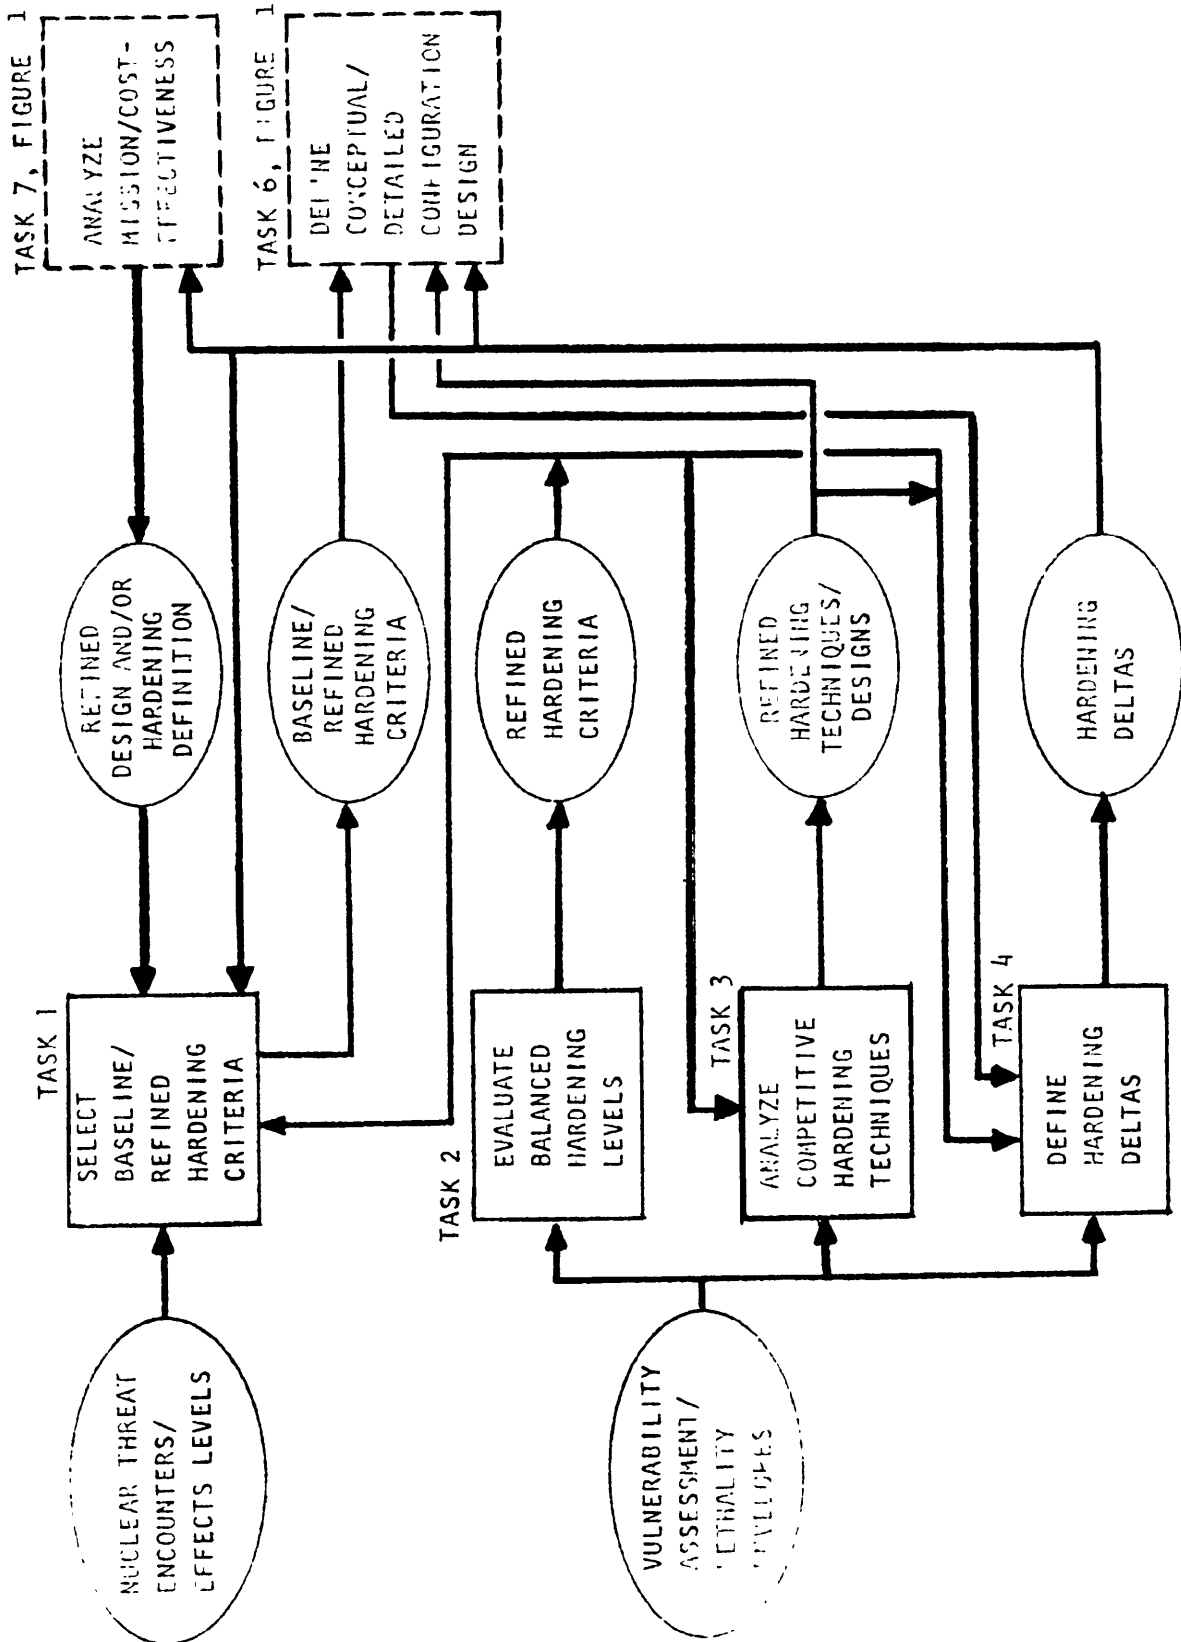 NUCLEAR THREAT
ENCOUNTERS/
EFFECTS LEVELS
TASK 1
SELECT
BASELINE/
REFINED
HARDENING
CRITERIA
REFINED
DESIGN AND/OR
HARDENING
DEFINITION
TASK 7, FIGURE 1
ANALYZE
MISSION/COST-
EFFECTIVENESS
BASELINE/
REFINED
HARDENING
CRITERIA
TASK 6, FIGURE 1
DEFINE
CONCEPTUAL/
DETAILED
CONFIGURATION
DESIGN
VULNERABILITY
ASSESSMENT/
LETHALITY
ENVELOPES
TASK 2
EVALUATE
BALANCED
HARDENING
LEVELS
REFINED
HARDENING
CRITERIA
TASK 3
ANALYZE
COMPETITIVE
HARDENING
TECHNIQUES
REFINED
HARDENING
TECHNIQUES/
DESIGNS
TASK 4
DEFINE
HARDENING
DELTAS
HARDENING
DELTAS